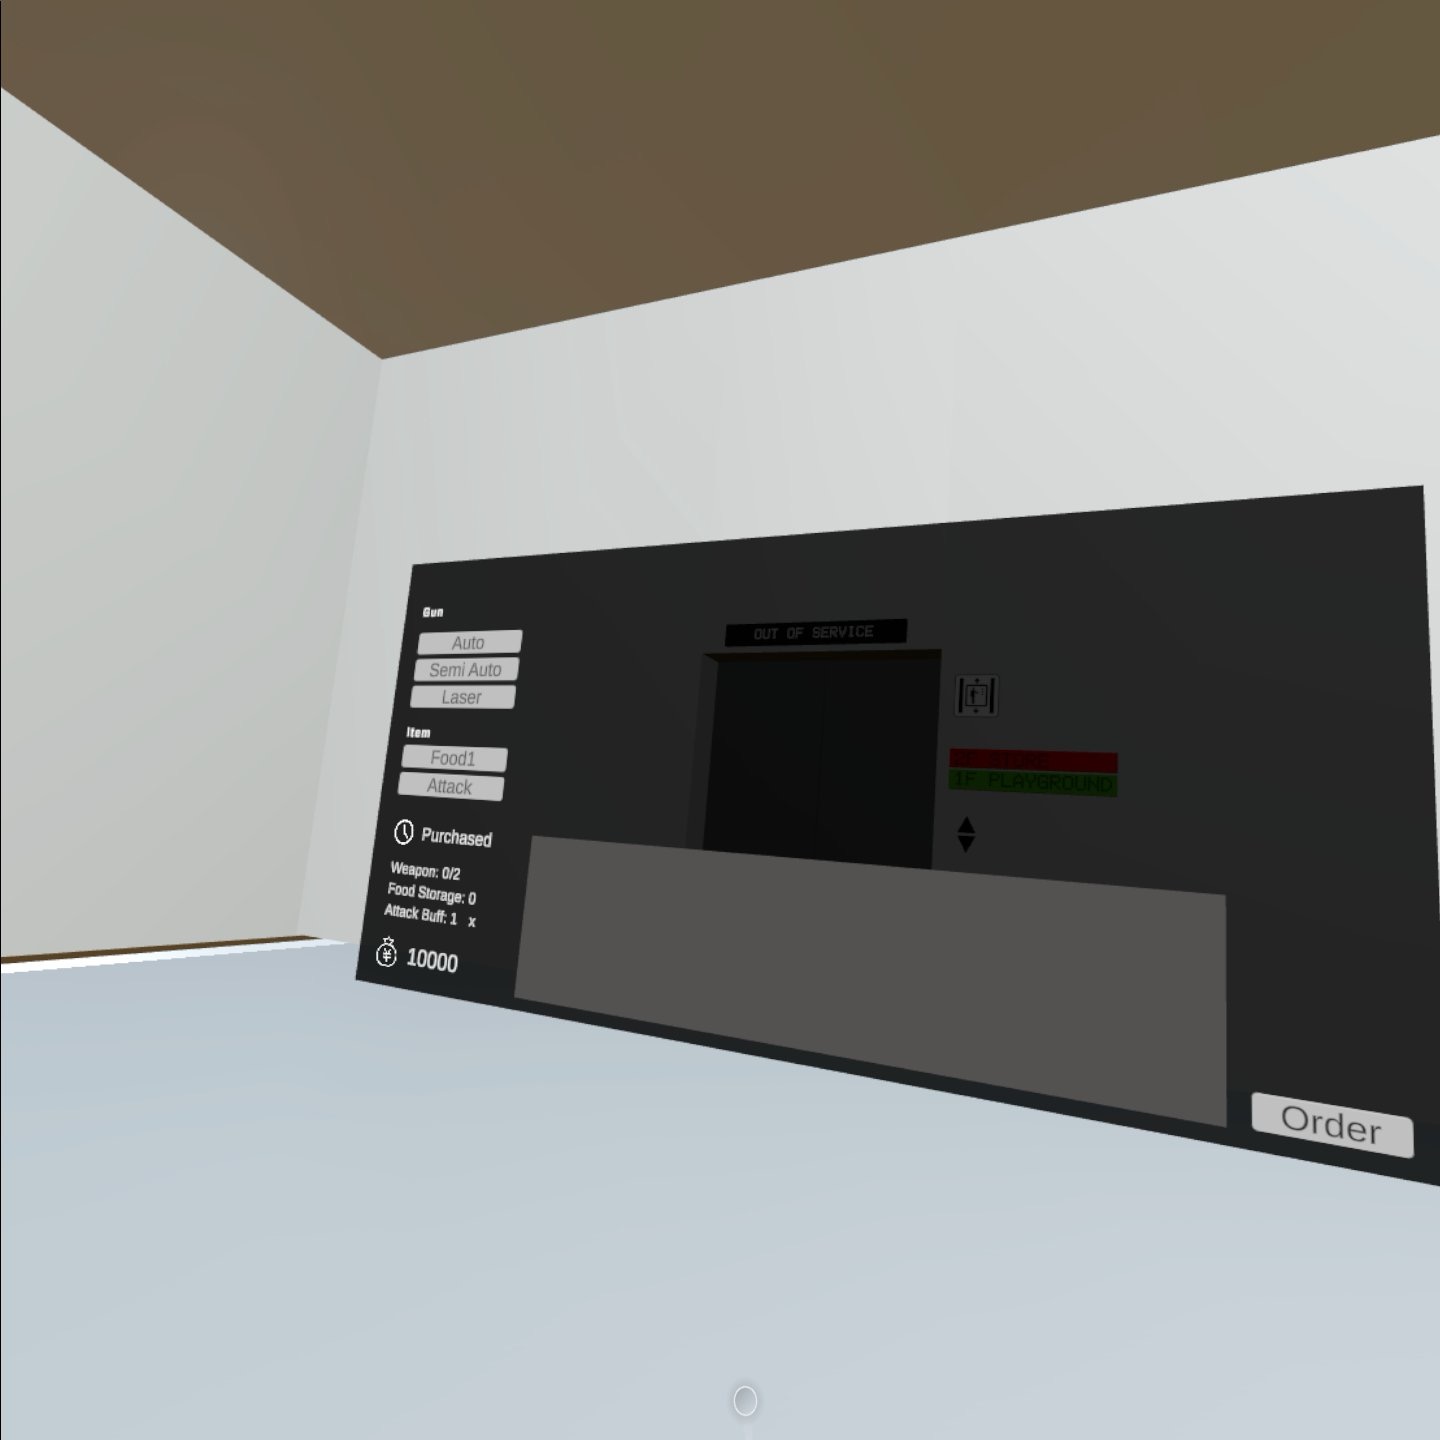 Gun
Auto
Semi Auto
Laser
Item
Food1
Attack
Purchased
Weapon: 0/2
Food Storage: 0
Attack Buff: 1 x
¥ 10000
OUT OF SERVICE
1F PLAYGROUND
Order